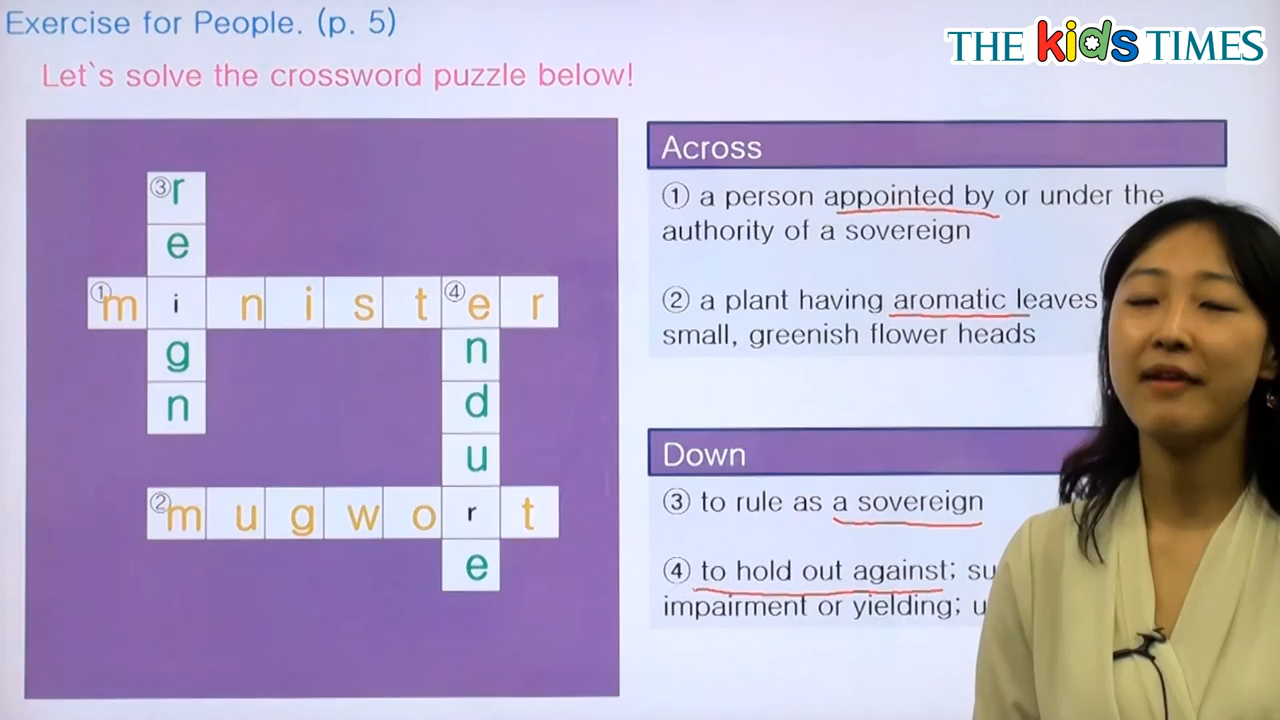 Exercise for People. (p. 5)
THE kids TIMES
Let`s solve the crossword puzzle below!
③r
e
①m i n i s t ④e r
g n
n d
u
②m u g w o r t
e
Across
① a person appointed by or under the
authority of a sovereign
② a plant having aromatic leaves
small, greenish flower heads
Down
③ to rule as a sovereign
④ to hold out against;
impairment or yielding;